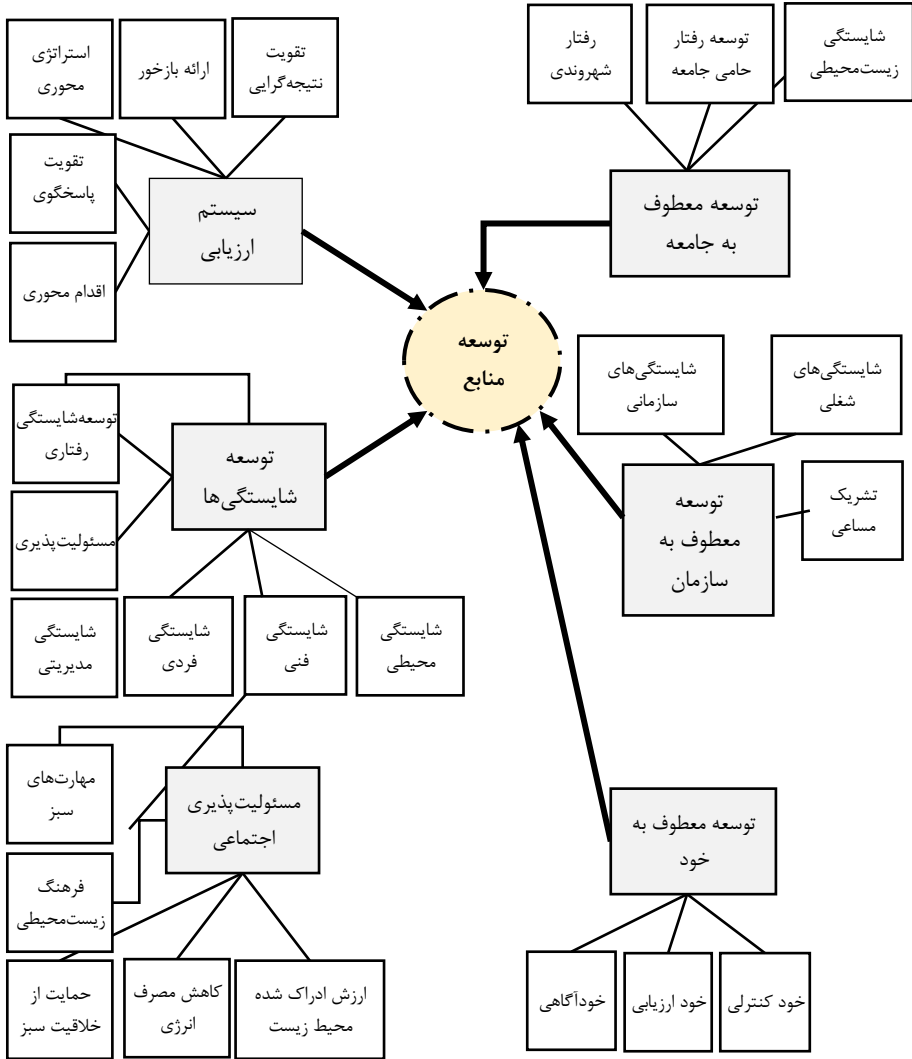 شایستگی
زیست‌محیطی
توسعه رفتار
حامی جامعه
رفتار
شهروندی
تقویت
نتیجه‌گرایی
ارائه بازخور
استراتژی
محوری
تقویت
پاسخگوی
اقدام محوری
سیستم
ارزیابی
توسعه معطوف
به جامعه
توسعه
منابع
شایستگی‌های
شغلی
شایستگی‌های
سازمانی
تشریک
مساعی
توسعه
معطوف به
سازمان
توسعه
شایستگی‌ها
توسعه‌شایستگی
رفتاری
مسئولیت‌پذیری
شایستگی
محیطی
شایستگی
فنی
شایستگی
فردی
شایستگی
مدیریتی
مسئولیت‌پذیری
اجتماعی
مهارت‌های
سبز
فرهنگ
زیست‌محیطی
ارزش ادراک شده
محیط زیست
کاهش مصرف
انرژی
حمایت از
خلاقیت سبز
توسعه معطوف به
خود
خود کنترلی
خود ارزیابی
خودآگاهی